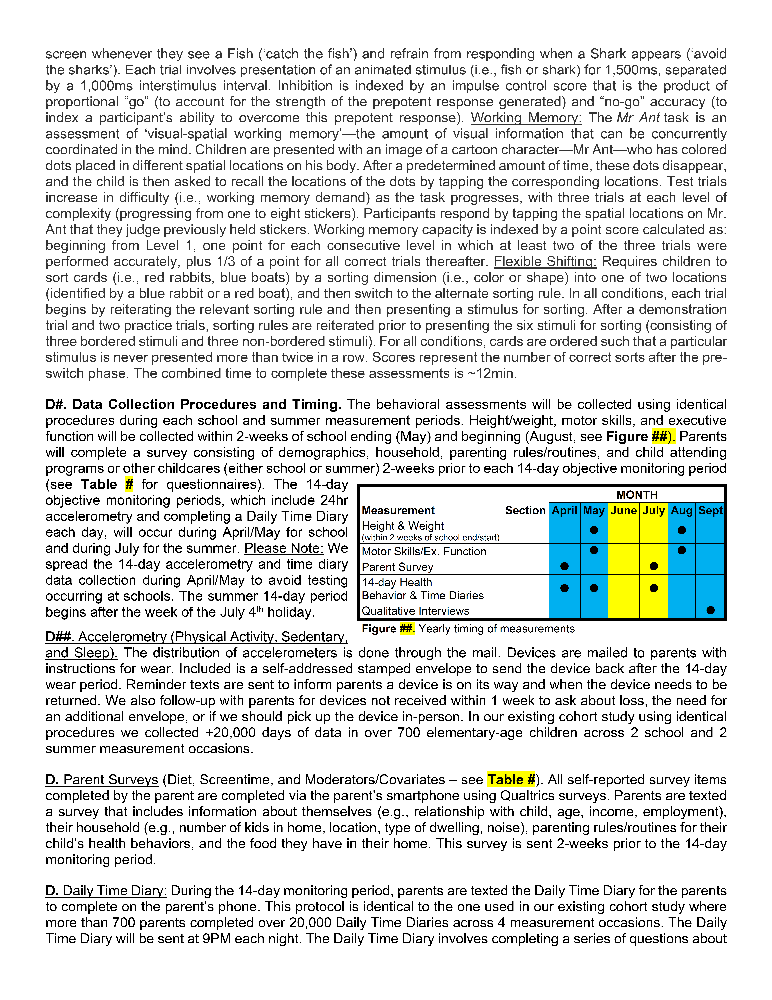 screen whenever they see a Fish (‘catch the fish’) and refrain from responding when a Shark appears (‘avoid
the sharks’). Each trial involves presentation of an animated stimulus (i.e., fish or shark) for 1,500ms, separated
by a 1,000ms interstimulus interval. Inhibition is indexed by an impulse control score that is the product of
proportional “go” (to account for the strength of the prepotent response generated) and “no-go” accuracy (to
index a participant’s ability to overcome this prepotent response). Working Memory: The Mr Ant task is an
assessment of ‘visual-spatial working memory’—the amount of visual information that can be concurrently
coordinated in the mind. Children are presented with an image of a cartoon character—Mr Ant—who has colored
dots placed in different spatial locations on his body. After a predetermined amount of time, these dots disappear,
and the child is then asked to recall the locations of the dots by tapping the corresponding locations. Test trials
increase in difficulty (i.e., working memory demand) as the task progresses, with three trials at each level of
complexity (progressing from one to eight stickers). Participants respond by tapping the spatial locations on Mr.
Ant that they judge previously held stickers. Working memory capacity is indexed by a point score calculated as:
beginning from Level 1, one point for each consecutive level in which at least two of the three trials were
performed accurately, plus 1/3 of a point for all correct trials thereafter. Flexible Shifting: Requires children to
sort cards (i.e., red rabbits, blue boats) by a sorting dimension (i.e., color or shape) into one of two locations
(identified by a blue rabbit or a red boat), and then switch to the alternate sorting rule. In all conditions, each trial
begins by reiterating the relevant sorting rule and then presenting a stimulus for sorting. After a demonstration
trial and two practice trials, sorting rules are reiterated prior to presenting the six stimuli for sorting (consisting of
three bordered stimuli and three non-bordered stimuli). For all conditions, cards are ordered such that a particular
stimulus is never presented more than twice in a row. Scores represent the number of correct sorts after the pre-
switch phase. The combined time to complete these assessments is ~12min.
D#. Data Collection Procedures and Timing. The behavioral assessments will be collected using identical
procedures during each school and summer measurement periods. Height/weight, motor skills, and executive
function will be collected within 2-weeks of school ending (May) and beginning (August, see Figure ##). Parents
will complete a survey consisting of demographics, household, parenting rules/routines, and child attending
programs or other childcares (either school or summer) 2-weeks prior to each 14-day objective monitoring period
(see Table # for questionnaires). The 14-day
objective monitoring periods, which include 24hr
accelerometry and completing a Daily Time Diary
each day, will occur during April/May for school
and during July for the summer. Please Note: We
spread the 14-day accelerometry and time diary
data collection during April/May to avoid testing
occurring at schools. The summer 14-day period
begins after the week of the July 4th holiday.
MONTH
Measurement Section April May June July Aug Sept
Height & Weight
(within 2 weeks of school end/start)
Motor Skills/Ex. Function
Parent Survey
14-day Health
Behavior & Time Diaries
Qualitative Interviews
Figure ##. Yearly timing of measurements
D##. Accelerometry (Physical Activity, Sedentary,
and Sleep). The distribution of accelerometers is done through the mail. Devices are mailed to parents with
instructions for wear. Included is a self-addressed stamped envelope to send the device back after the 14-day
wear period. Reminder texts are sent to inform parents a device is on its way and when the device needs to be
returned. We also follow-up with parents for devices not received within 1 week to ask about loss, the need for
an additional envelope, or if we should pick up the device in-person. In our existing cohort study using identical
procedures we collected +20,000 days of data in over 700 elementary-age children across 2 school and 2
summer measurement occasions.
D. Parent Surveys (Diet, Screentime, and Moderators/Covariates – see Table #). All self-reported survey items
completed by the parent are completed via the parent’s smartphone using Qualtrics surveys. Parents are texted
a survey that includes information about themselves (e.g., relationship with child, age, income, employment),
their household (e.g., number of kids in home, location, type of dwelling, noise), parenting rules/routines for their
child’s health behaviors, and the food they have in their home. This survey is sent 2-weeks prior to the 14-day
monitoring period.
D. Daily Time Diary: During the 14-day monitoring period, parents are texted the Daily Time Diary for the parents
to complete on the parent’s phone. This protocol is identical to the one used in our existing cohort study where
more than 700 parents completed over 20,000 Daily Time Diaries across 4 measurement occasions. The Daily
Time Diary will be sent at 9PM each night. The Daily Time Diary involves completing a series of questions about